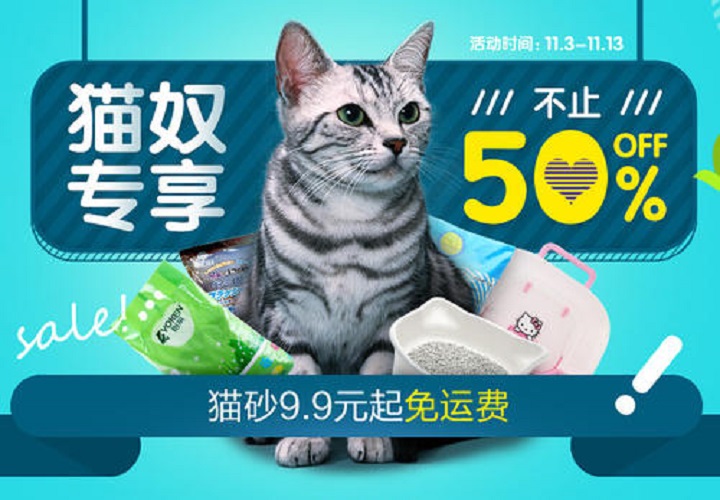 活动时间：11.3-11.13
猫奴
专享
/// 不止 ///
50% OFF
sale!
猫砂9.9元起免运费